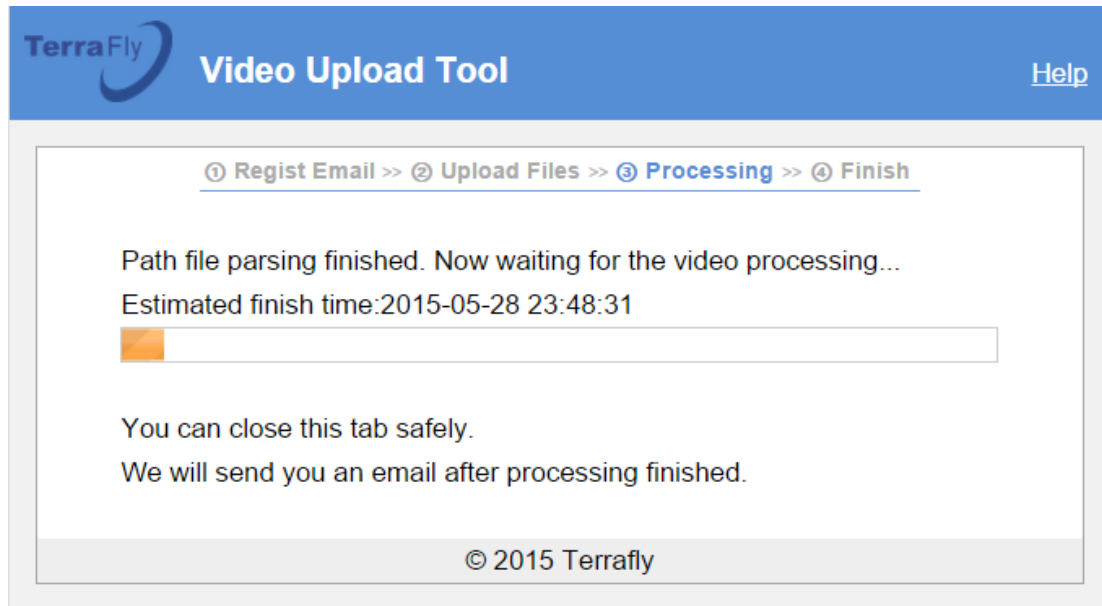 TerraFly
Video Upload Tool
Help
① Regist Email >> ② Upload Files >> ③ Processing >> ④ Finish
Path file parsing finished. Now waiting for the video processing...
Estimated finish time:2015-05-28 23:48:31
You can close this tab safely.
We will send you an email after processing finished.
© 2015 Terrafly